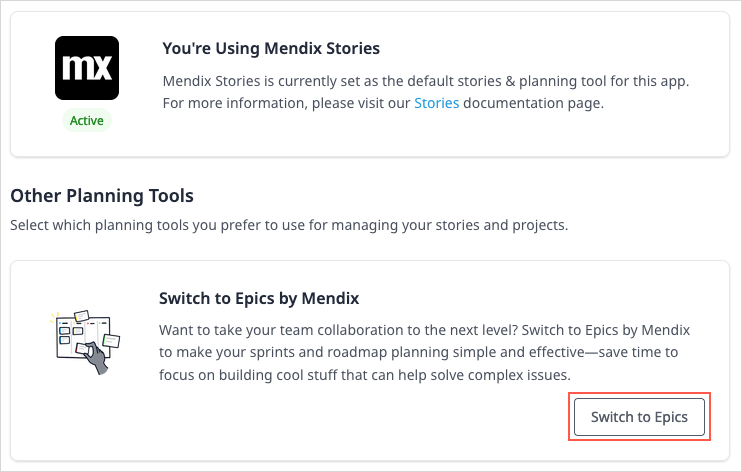 You're Using Mendix Stories
mx
Mendix Stories is currently set as the default stories & planning tool for this app.
For more information, please visit our Stories documentation page.
Active
Other Planning Tools
Select which planning tools you prefer to use for managing your stories and projects.
Switch to Epics by Mendix
Want to take your team collaboration to the next level? Switch to Epics by Mendix
to make your sprints and roadmap planning simple and effective—save time to
focus on building cool stuff that can help solve complex issues.
Switch to Epics